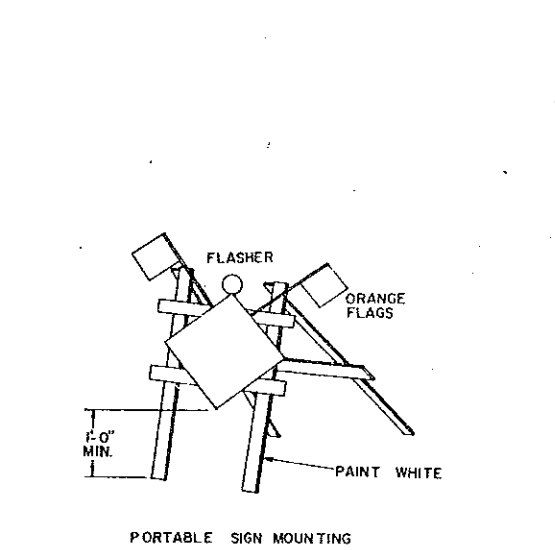 FLASHER
ORANGE
FLAGS
1'-0"
MIN.
PAINT WHITE
PORTABLE SIGN MOUNTING